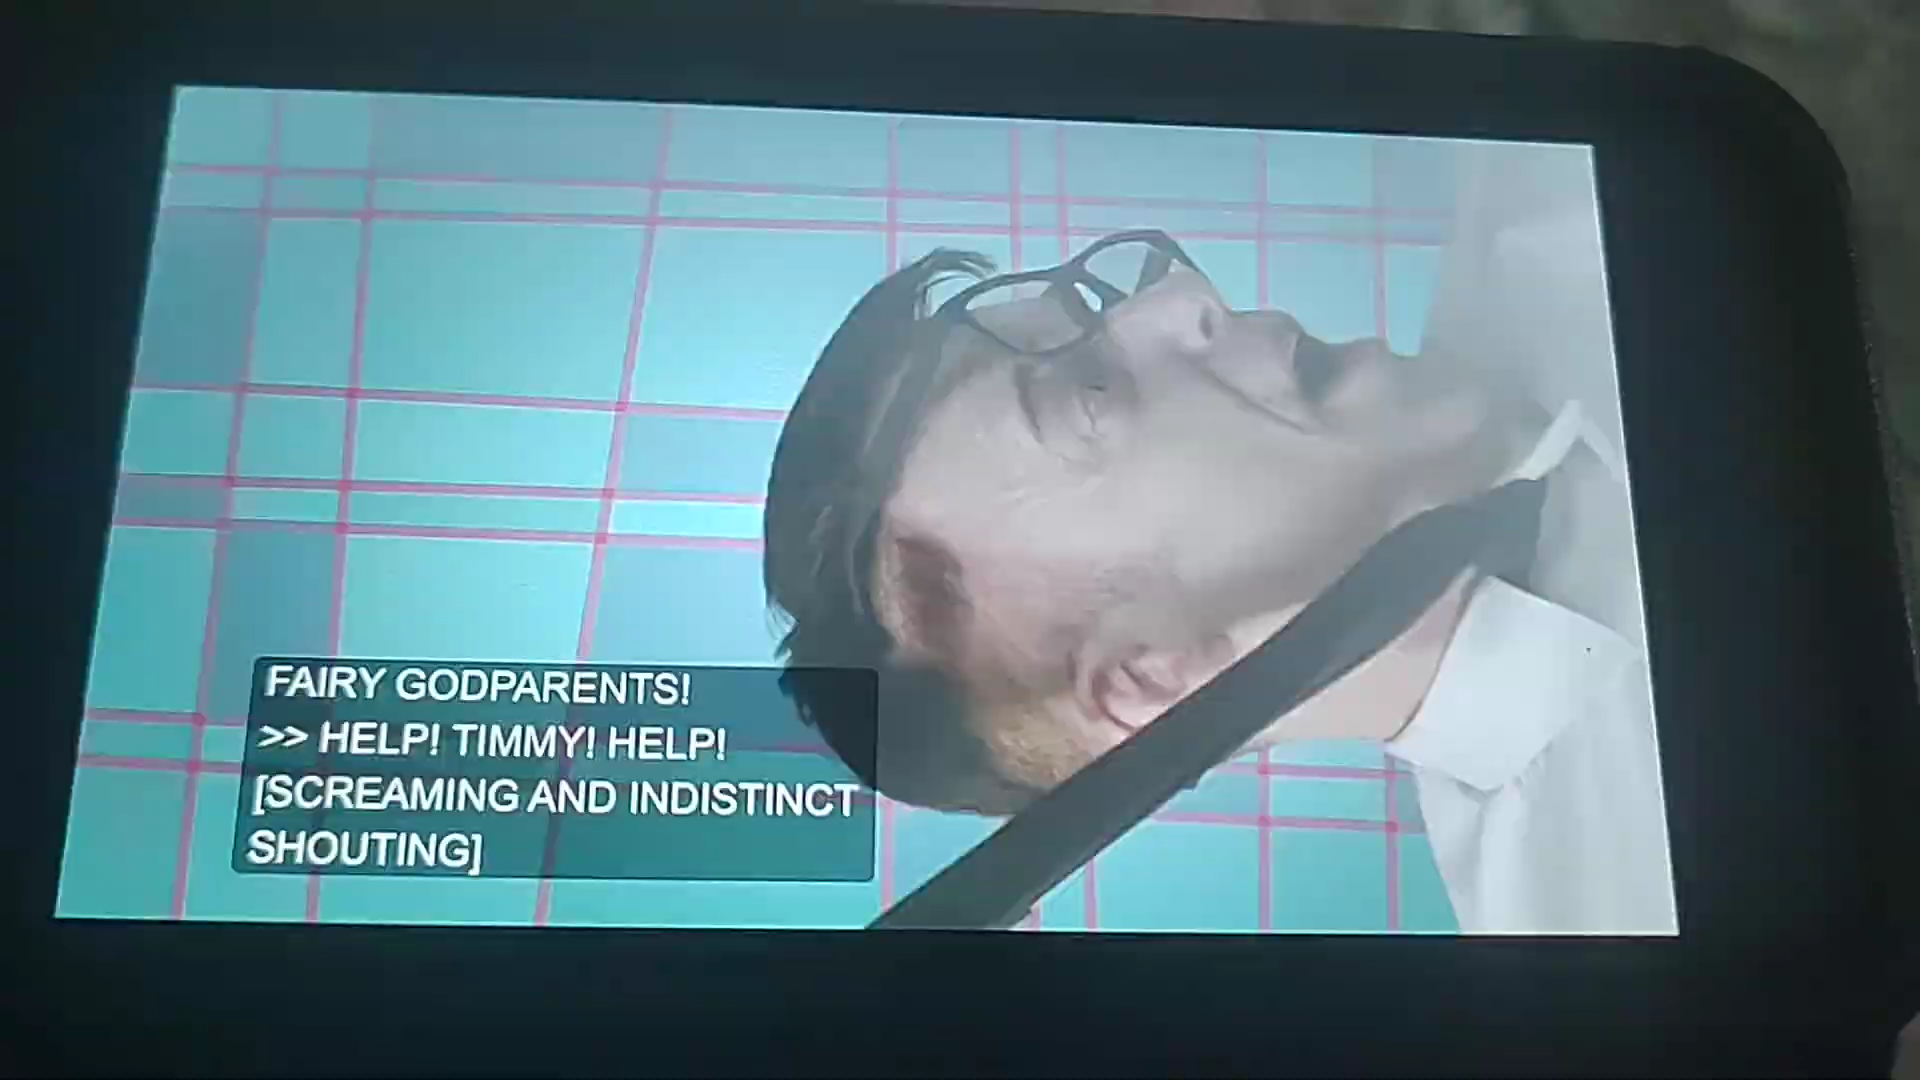 FAIRY GODPARENTS!
>> HELP! TIMMY! HELP!
[SCREAMING AND INDISTINCT
SHOUTING]